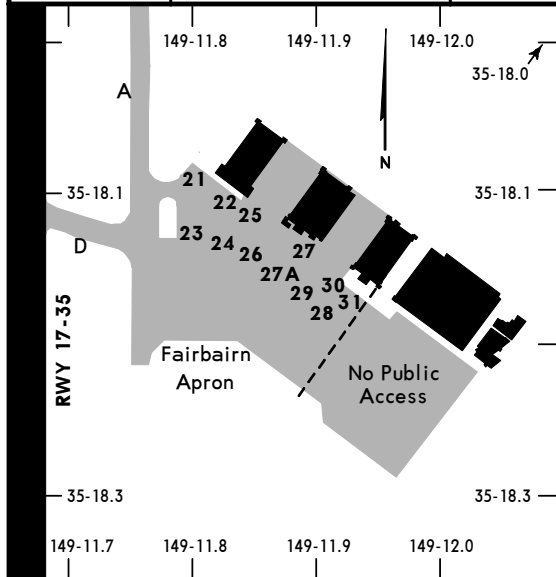 149-11.8
149-11.9
149-12.0
35-18.0
A
N
21
35-18.1
35-18.1
22
25
23
24
D
26
27
27A
30
29
31
28
RWY 17-35
Fairbairn
Apron
No Public
Access
35-18.3
35-18.3
149-11.7
149-11.8
149-11.9
149-12.0